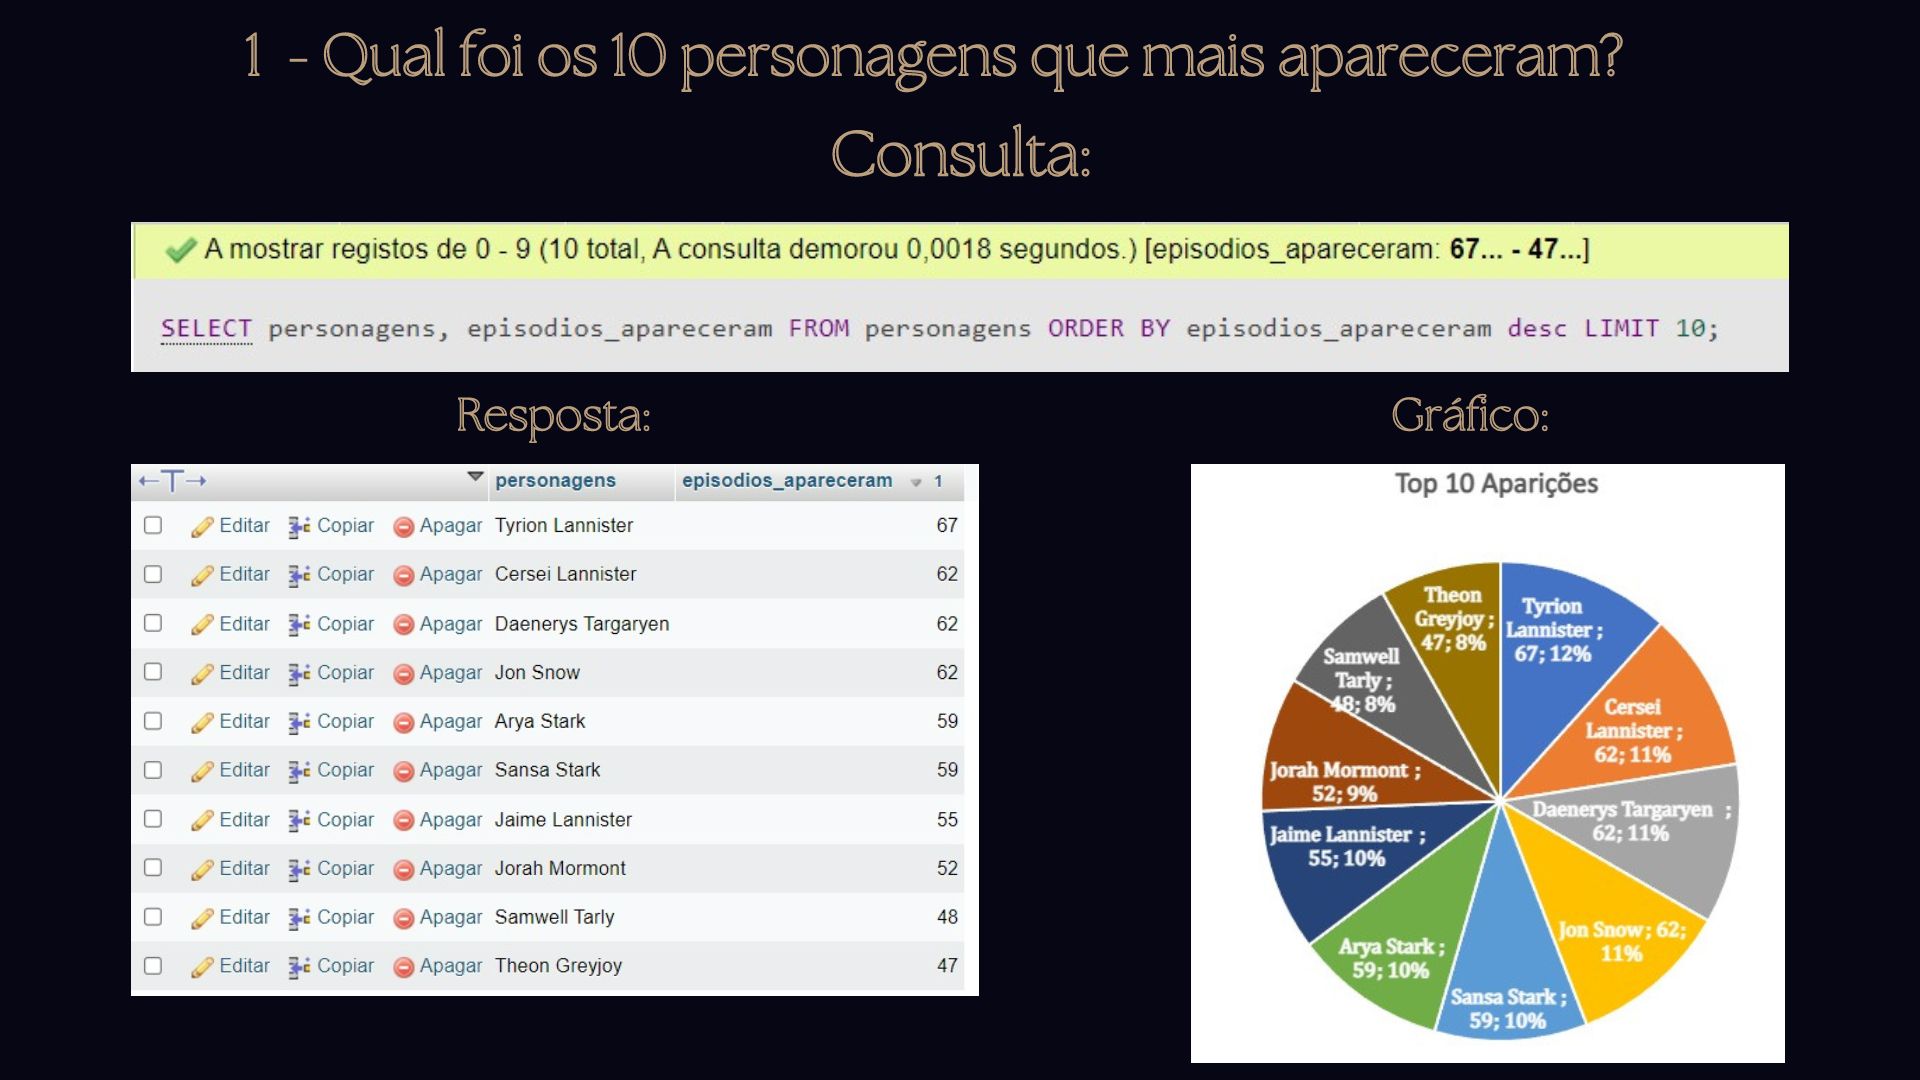 1 - Qual foi os 10 personagens que mais apareceram?
Consulta:
A mostrar registos de 0 - 9 (10 total, A consulta demorou 0,0018 segundos.) [episodios_apareceram: 67... - 47...]
SELECT personagens, episodios_apareceram FROM personagens ORDER BY episodios_apareceram desc LIMIT 10;
Resposta:
←T→ personagens episodios_apareceram 1
Editar Copiar Apagar Tyrion Lannister 67
Editar Copiar Apagar Cersei Lannister 62
Editar Copiar Apagar Daenerys Targaryen 62
Editar Copiar Apagar Jon Snow 62
Editar Copiar Apagar Arya Stark 59
Editar Copiar Apagar Sansa Stark 59
Editar Copiar Apagar Jaime Lannister 55
Editar Copiar Apagar Jorah Mormont 52
Editar Copiar Apagar Samwell Tarly 48
Editar Copiar Apagar Theon Greyjoy 47
Gráfico:
Top 10 Aparições
Tyrion
Lannister ;
67; 12%
Cersei
Lannister ;
62; 11%
Daenerys Targaryen ;
62; 11%
Jon Snow ; 62;
11%
Sansa Stark ;
59; 10%
Arya Stark ;
59; 10%
Jaime Lannister ;
55; 10%
Jorah Mormont ;
52; 9%
Samwell
Tarly ;
48; 8%
Theon
Greyjoy ;
47; 8%